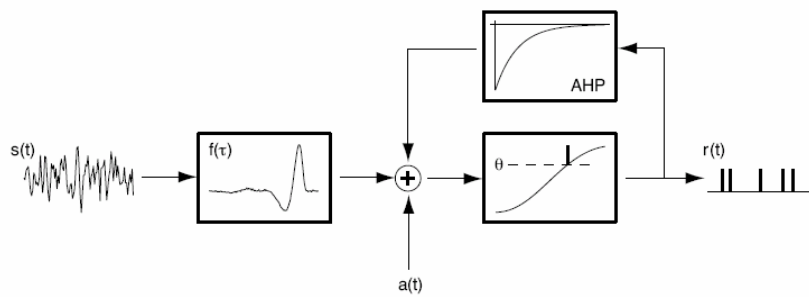 AHP
s(t)
f(τ)
θ
r(t)
+
a(t)